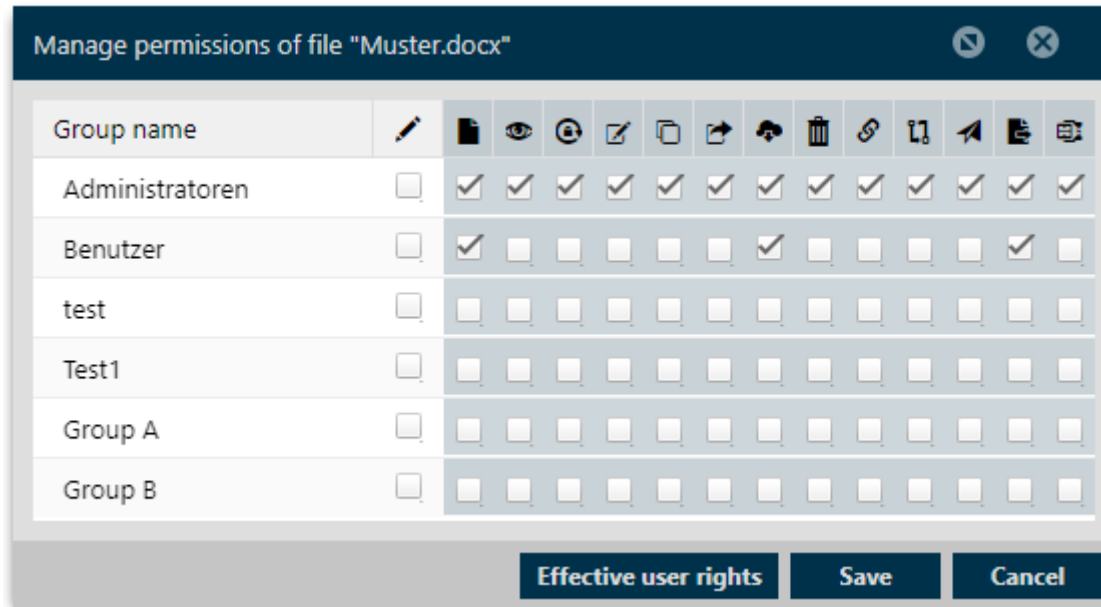 Manage permissions of file "Muster.docx"
Group name
Administratoren
Benutzer
test
Test1
Group A
Group B
Effective user rights Save Cancel